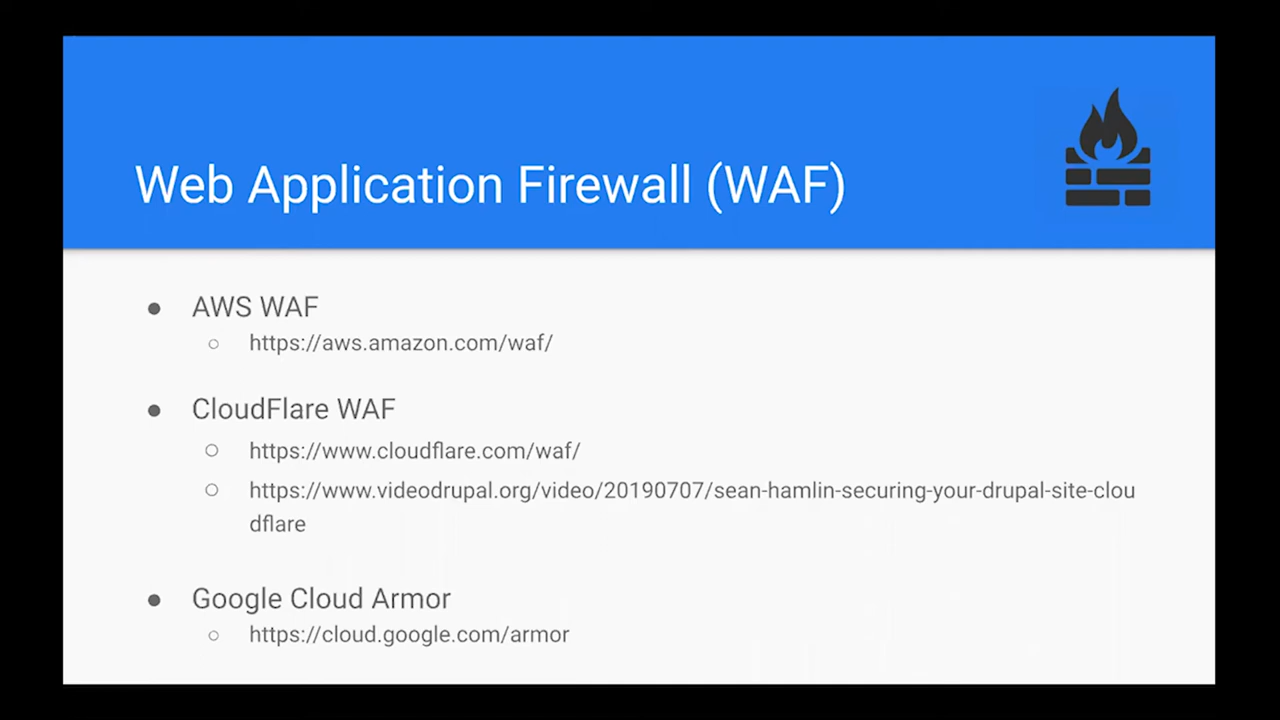 Web Application Firewall (WAF)
AWS WAF
https://aws.amazon.com/waf/
CloudFlare WAF
https://www.cloudflare.com/waf/
https://www.videodrupal.org/video/20190707/sean-hamlin-securing-your-drupal-site-clou
dflare
Google Cloud Armor
https://cloud.google.com/armor